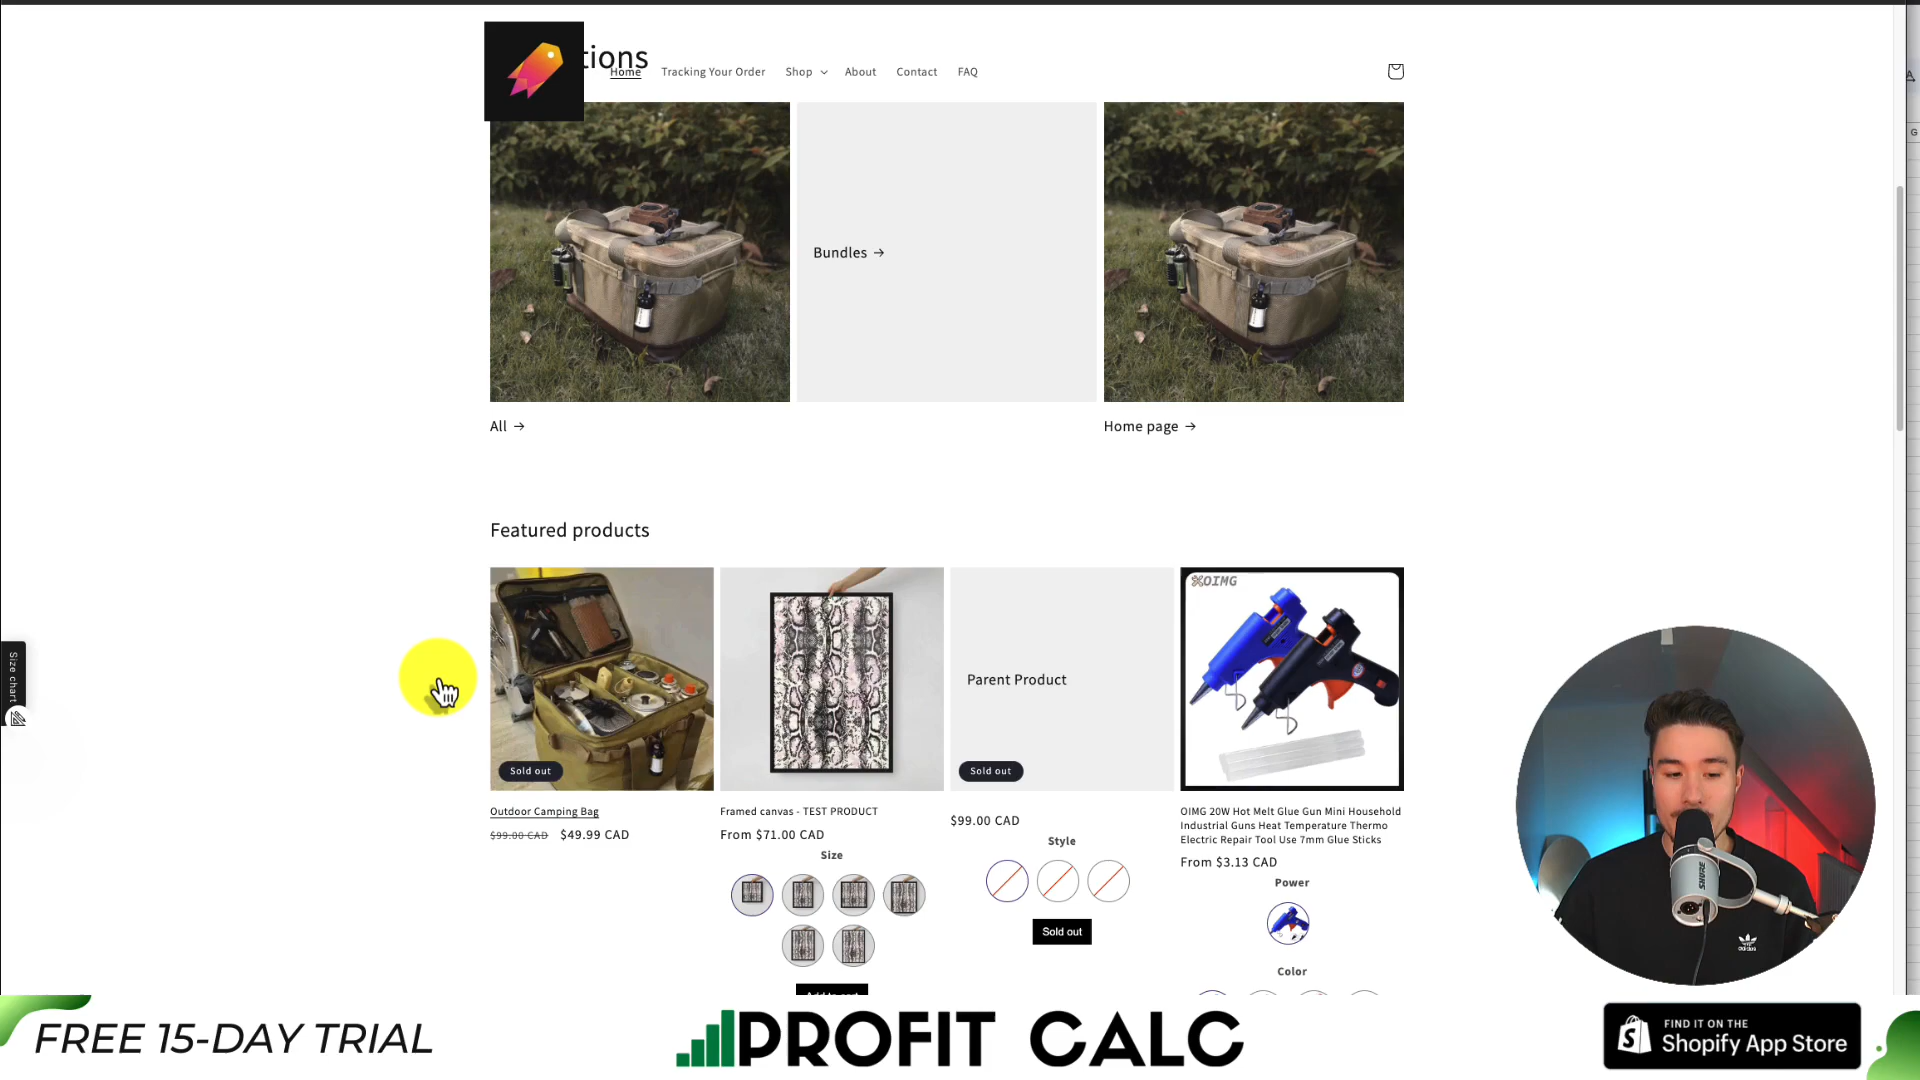 tions
Home
Tracking Your Order
Shop
About
Contact
FAQ
Bundles →
All →
Home page →
Featured products
Size chart
Sold out
Parent Product
Sold out
OIMG
Outdoor Camping Bag
$99.00 CAD $49.99 CAD
Framed canvas - TEST PRODUCT
From $71.00 CAD
Size
$99.00 CAD
Style
Sold out
OIMG 20W Hot Melt Glue Gun Mini Household
Industrial Guns Heat Temperature Thermo
Electric Repair Tool Use 7mm Glue Sticks
From $3.13 CAD
Power
Color
SHURE
adidas
FREE 15-DAY TRIAL
PROFIT CALC
FIND IT ON THE
Shopify App Store